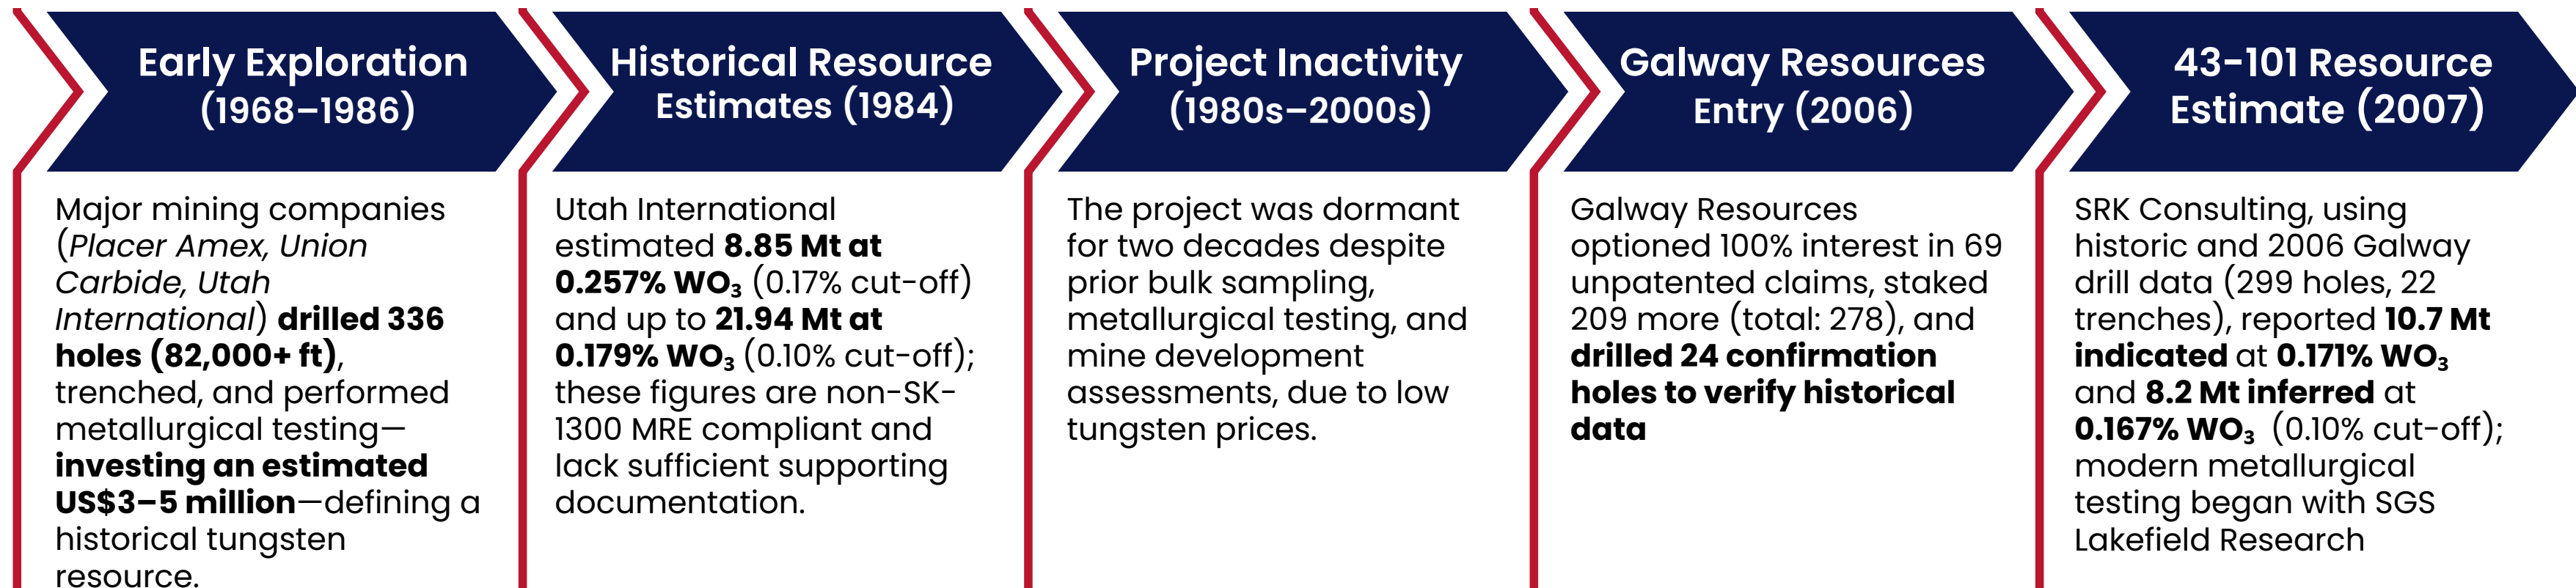 Early Exploration
(1968–1986)
Major mining companies
(Placer Amex, Union
Carbide, Utah
International) drilled 336
holes (82,000+ ft),
trenched, and performed
metallurgical testing—
investing an estimated
US$3–5 million—defining a
historical tungsten
resource.
Historical Resource
Estimates (1984)
Utah International
estimated 8.85 Mt at
0.257% WO₃ (0.17% cut-off)
and up to 21.94 Mt at
0.179% WO₃ (0.10% cut-off);
these figures are non-SK-
1300 MRE compliant and
lack sufficient supporting
documentation.
Project Inactivity
(1980s–2000s)
The project was dormant
for two decades despite
prior bulk sampling,
metallurgical testing, and
mine development
assessments, due to low
tungsten prices.
Galway Resources
Entry (2006)
Galway Resources
optioned 100% interest in 69
unpatented claims, staked
209 more (total: 278), and
drilled 24 confirmation
holes to verify historical
data
43-101 Resource
Estimate (2007)
SRK Consulting, using
historic and 2006 Galway
drill data (299 holes, 22
trenches), reported 10.7 Mt
indicated at 0.171% WO₃
and 8.2 Mt inferred at
0.167% WO₃ (0.10% cut-off);
modern metallurgical
testing began with SGS
Lakefield Research